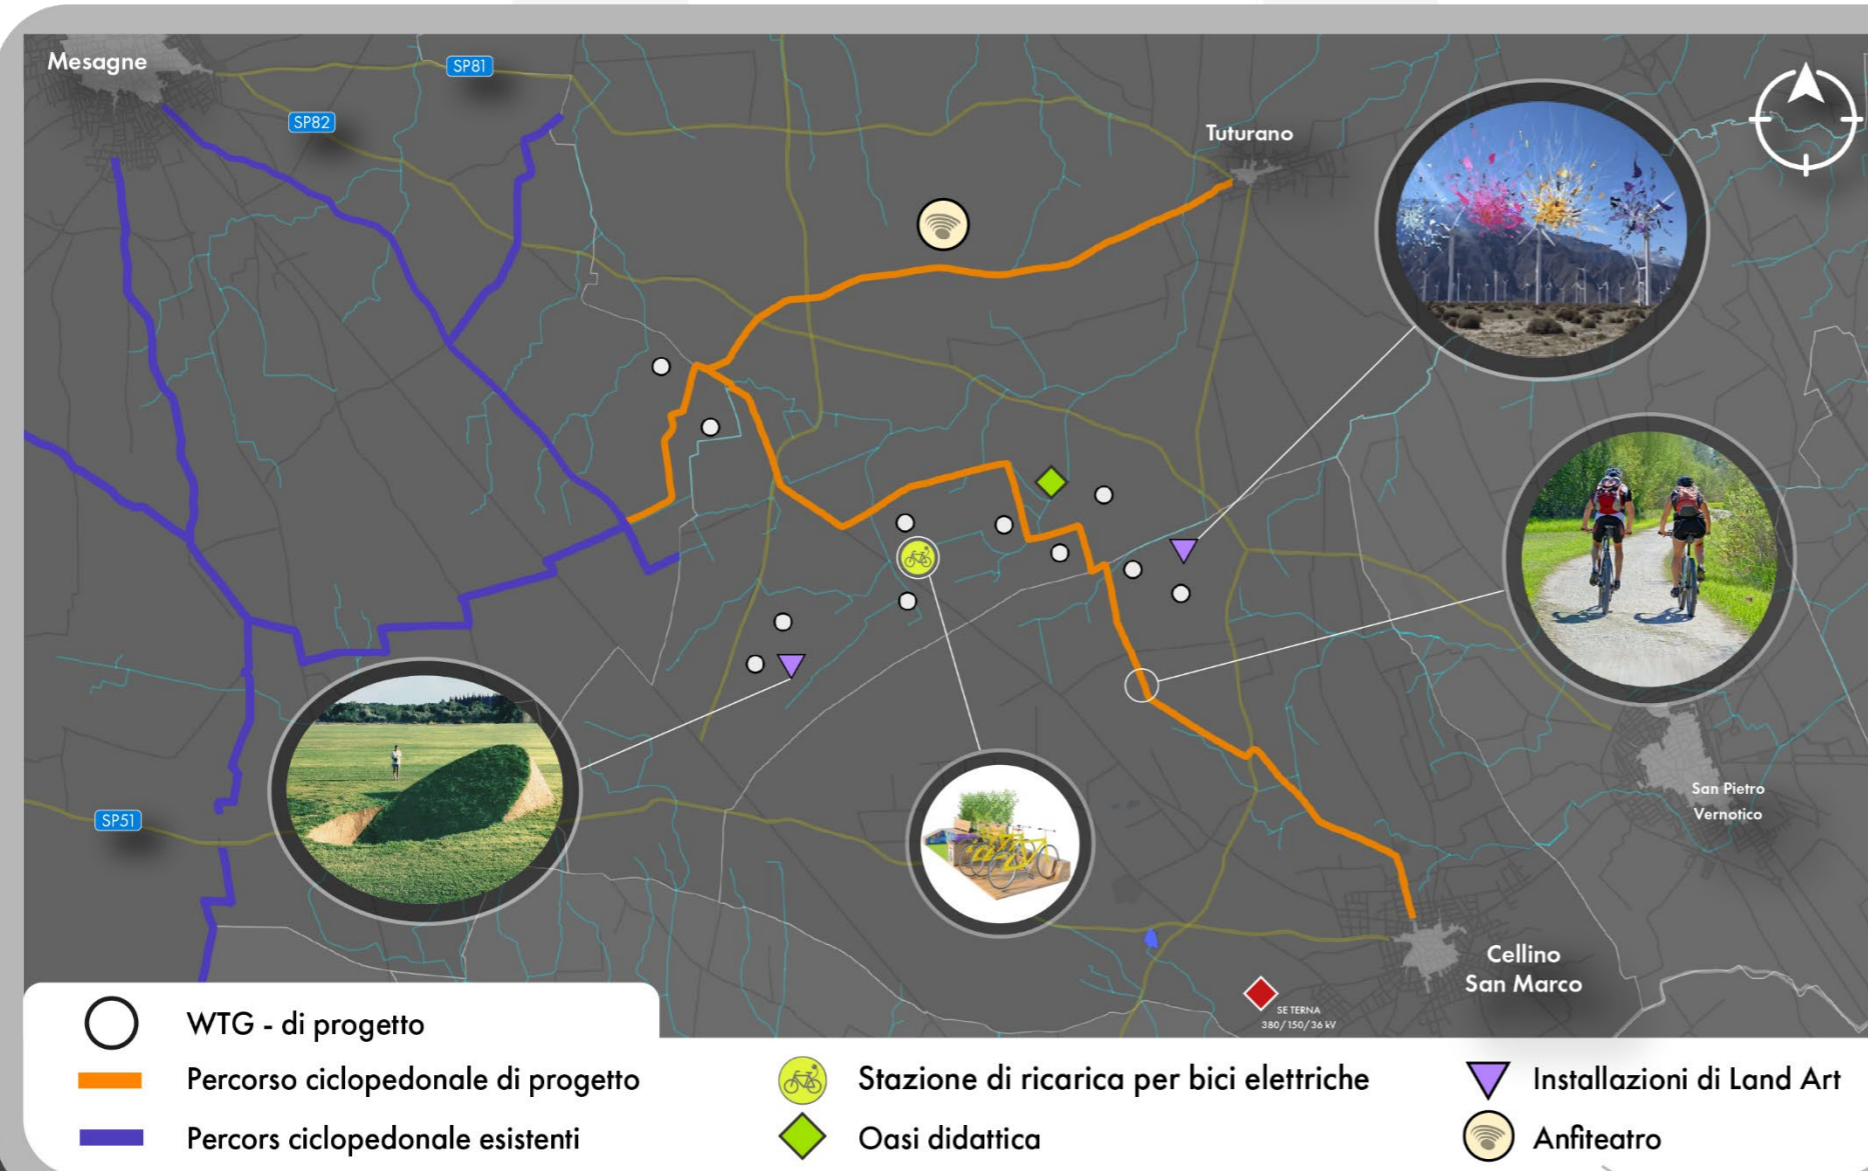 Mesagne
SP81
SP82
Tuturano
SP51
San Pietro
Vernotico
Cellino
San Marco
SE TERNA
380/150/36 kV
WTG - di progetto
Percorso ciclopedonale di progetto
Percors ciclopedonale esistenti
Stazione di ricarica per bici elettriche
Oasi didattica
Installazioni di Land Art
Anfiteatro